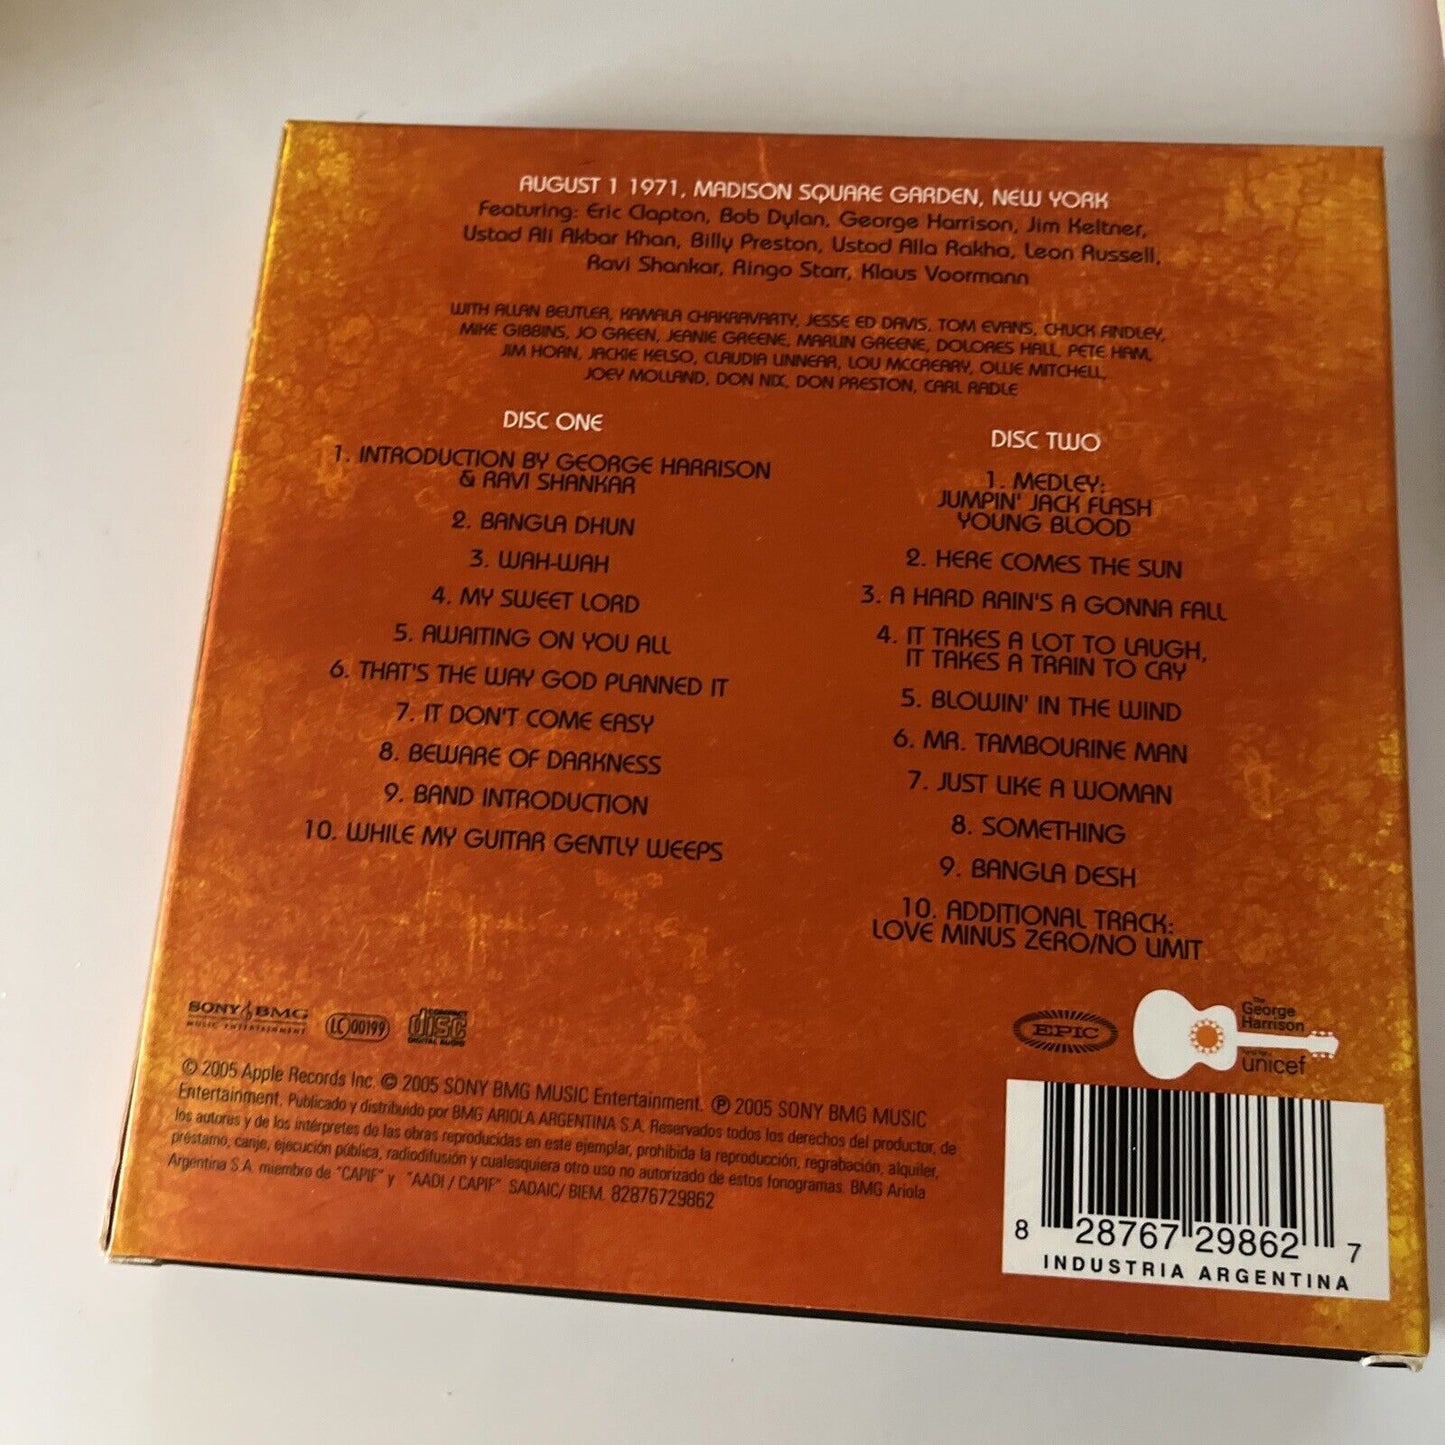 AUGUST 1 1971, MADISON SQUARE GARDEN, NEW YORK
Featuring: Eric Clapton, Bob Dylan, George Harrison, Jim Keltner,
Ustad Ali Akbar Khan, Billy Preston, Ustad Alla Rakha, Leon Russell,
Ravi Shankar, Ringo Starr, Klaus Voormann
WITH ALLAN BEUTLER, KAMALA CHAKRAVARTY, JESSE ED DAVIS, TOM EVANS, CHUCK FINDLEY,
MIKE GIBBINS, JO GREEN, JEANIE GREENE, MARLIN GREENE, DOLORES HALL, PETE HAM,
JIM HORN, JACKIE KELSO, CLAUDIA LINNEAR, LOU MCCREARY, OLLIE MITCHELL,
JOEY MOLLAND, DON NIX, DON PRESTON, CARL RADLE
DISC ONE
1. INTRODUCTION BY GEORGE HARRISON
& RAVI SHANKAR
2. BANGLA DHUN
3. WAH-WAH
4. MY SWEET LORD
5. AWAITING ON YOU ALL
6. THAT'S THE WAY GOD PLANNED IT
7. IT DON'T COME EASY
8. BEWARE OF DARKNESS
9. BAND INTRODUCTION
10. WHILE MY GUITAR GENTLY WEEPS
DISC TWO
1. MEDLEY:
JUMPIN' JACK FLASH
YOUNG BLOOD
2. HERE COMES THE SUN
3. A HARD RAIN'S A GONNA FALL
4. IT TAKES A LOT TO LAUGH,
IT TAKES A TRAIN TO CRY
5. BLOWIN' IN THE WIND
6. MR. TAMBOURINE MAN
7. JUST LIKE A WOMAN
8. SOMETHING
9. BANGLA DESH
10. ADDITIONAL TRACK:
LOVE MINUS ZERO/NO LIMIT
SONY BMG
MUSIC ENTERTAINMENT
LC 00199
COMPACT
disc
DIGITAL AUDIO
EPIC
The
George
Harrison
unicef
© 2005 Apple Records Inc. © 2005 SONY BMG MUSIC Entertainment. ℗ 2005 SONY BMG MUSIC
Entertainment. Publicado y distribuido por BMG ARIOLA ARGENTINA S.A. Reservados todos los derechos del productor, de
los autores y de los intérpretes de las obras reproducidas en este ejemplar, prohibida la reproducción, regrabación, alquiler,
préstamo, canje, ejecución pública, radiodifusión y cualesquiera otro uso no autorizado de estos fonogramas. BMG Ariola
Argentina S.A. miembro de "CAPIF" y "AADI / CAPIF" SADAIC/ BIEM. 82876729862
8 28767 29862 7
INDUSTRIA ARGENTINA